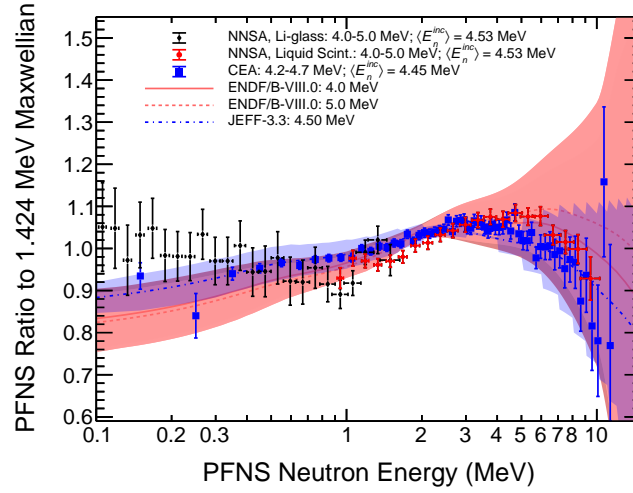 NNSA, Li-glass: 4.0-5.0 MeV; ⟨E_n^inc⟩ = 4.53
NNSA, Liquid Scint.: 4.0-5.0 MeV; ⟨E_n^inc⟩ = 4.53
CEA: 4.2-4.7 MeV; ⟨E_n^inc⟩ = 4.45 MeV
ENDF/B-VIII.0: 4.0 MeV
ENDF/B-VIII.0: 5.0 MeV
JEFF-3.3: 4.50 MeV
PFNS Ratio to 1.424 MeV Maxwellian
1.5
1.4
1.3
1.2
1.1
1.0
0.9
0.8
0.7
0.6
0.1 0.2 0.3 1 2 3 4 5 6 7 8 10
PFNS Neutron Energy (MeV)